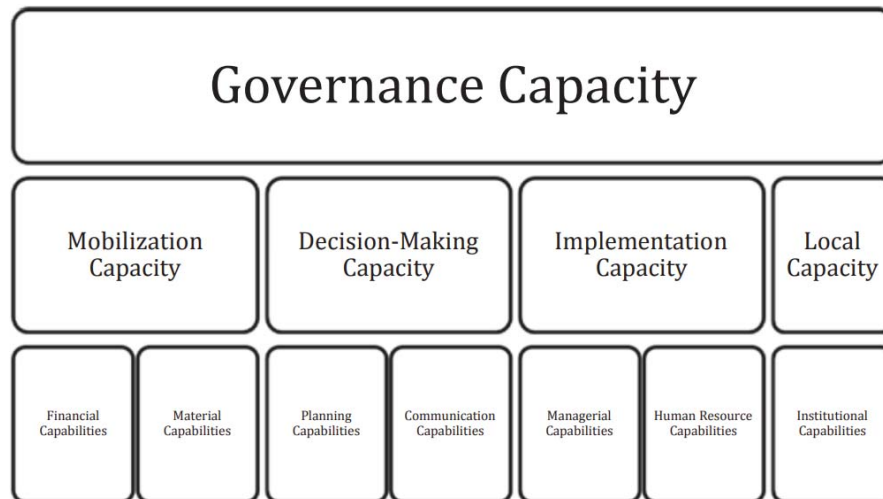 Governance Capacity
Mobilization
Capacity
Decision-Making
Capacity
Implementation
Capacity
Local
Capacity
Financial
Capabilities
Material
Capabilities
Planning
Capabilities
Communication
Capabilities
Managerial
Capabilities
Human Resource
Capabilities
Institutional
Capabilities